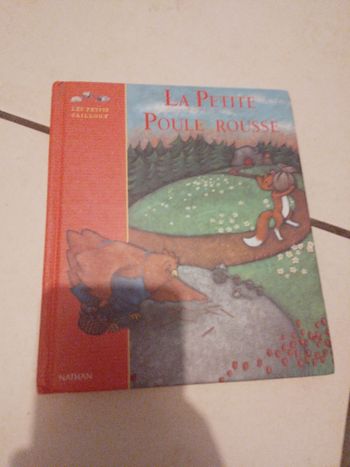 LES PETITS
CAILLOUX
LA PETITE
POULE ROUSSE
NATHAN